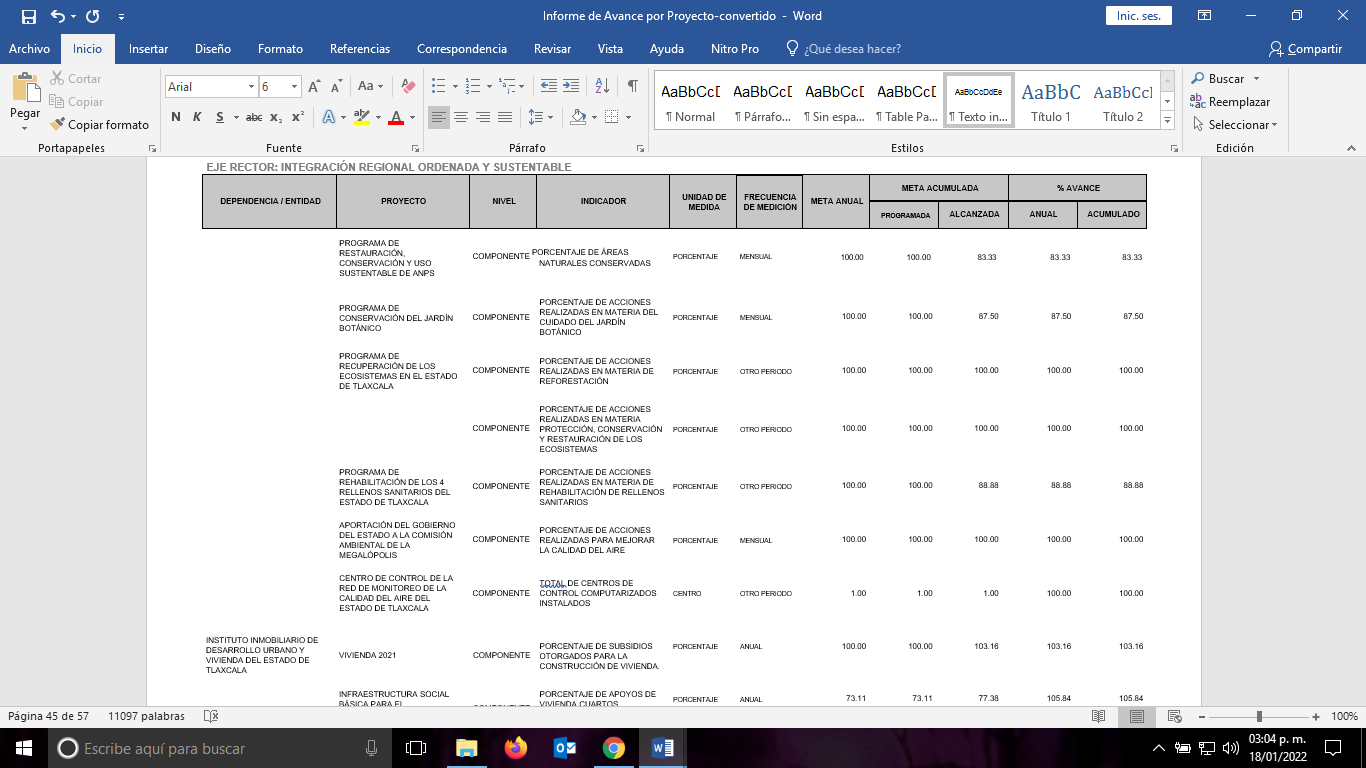 Informe de Avance por Proyecto-convertido - Word
Inic. ses.
Archivo Inicio Insertar Diseño Formato Referencias Correspondencia Revisar Vista Ayuda Nitro Pro ¿Qué desea hacer? Compartir
Pegar
Cortar
Copiar
Copiar formato
Portapapeles
Arial 6
Aa
N K S abc x₂ x²
A A
Fuente
Párrafo
AaBbCcD AaBbCcD AaBbCcD AaBbCcD AaBbCcDdEe AaBbC AaBbCcI
¶ Normal ¶ Párrafo... ¶ Sin espa... ¶ Table Pa... ¶ Texto in... Título 1 Título 2
Estilos
Buscar
Reemplazar
Seleccionar
Edición
EJE RECTOR: INTEGRACIÓN REGIONAL ORDENADA Y SUSTENTABLE
DEPENDENCIA / ENTIDAD
PROYECTO
NIVEL
INDICADOR
UNIDAD DE
MEDIDA
FRECUENCIA
DE MEDICIÓN
META ANUAL
META ACUMULADA
PROGRAMADA
ALCANZADA
% AVANCE
ANUAL
ACUMULADO
PROGRAMA DE
RESTAURACIÓN,
CONSERVACIÓN Y USO
SUSTENTABLE DE ANPS
COMPONENTE
PORCENTAJE DE ÁREAS
NATURALES CONSERVADAS
PORCENTAJE
MENSUAL
100.00 100.00 83.33 83.33 83.33
PROGRAMA DE
CONSERVACIÓN DEL JARDÍN
BOTÁNICO
COMPONENTE
PORCENTAJE DE ACCIONES
REALIZADAS EN MATERIA DEL
CUIDADO DEL JARDÍN
BOTÁNICO
PORCENTAJE
MENSUAL
100.00 100.00 87.50 87.50 87.50
PROGRAMA DE
RECUPERACIÓN DE LOS
ECOSISTEMAS EN EL ESTADO
DE TLAXCALA
COMPONENTE
PORCENTAJE DE ACCIONES
REALIZADAS EN MATERIA DE
REFORESTACIÓN
PORCENTAJE
OTRO PERIODO
100.00 100.00 100.00 100.00 100.00
COMPONENTE
PORCENTAJE DE ACCIONES
REALIZADAS EN MATERIA
PROTECCIÓN, CONSERVACIÓN
Y RESTAURACIÓN DE LOS
ECOSISTEMAS
PORCENTAJE
OTRO PERIODO
100.00 100.00 100.00 100.00 100.00
PROGRAMA DE
REHABILITACIÓN DE LOS 4
RELLENOS SANITARIOS DEL
ESTADO DE TLAXCALA
COMPONENTE
PORCENTAJE DE ACCIONES
REALIZADAS EN MATERIA DE
REHABILITACIÓN DE RELLENOS
SANITARIOS
PORCENTAJE
OTRO PERIODO
100.00 100.00 88.88 88.88 88.88
APORTACIÓN DEL GOBIERNO
DEL ESTADO A LA COMISIÓN
AMBIENTAL DE LA
MEGALÓPOLIS
COMPONENTE
PORCENTAJE DE ACCIONES
REALIZADAS PARA MEJORAR
LA CALIDAD DEL AIRE
PORCENTAJE
MENSUAL
100.00 100.00 100.00 100.00 100.00
CENTRO DE CONTROL DE LA
RED DE MONITOREO DE LA
CALIDAD DEL AIRE DEL
ESTADO DE TLAXCALA
COMPONENTE
TOTAL DE CENTROS DE
CONTROL COMPUTARIZADOS
INSTALADOS
CENTRO
OTRO PERIODO
1.00 1.00 1.00 100.00 100.00
INSTITUTO INMOBILIARIO DE
DESARROLLO URBANO Y
VIVIENDA DEL ESTADO DE
TLAXCALA
VIVIENDA 2021
COMPONENTE
PORCENTAJE DE SUBSIDIOS
OTORGADOS PARA LA
CONSTRUCCIÓN DE VIVIENDA.
PORCENTAJE
ANUAL
100.00 100.00 103.16 103.16 103.16
INFRAESTRUCTURA SOCIAL
BÁSICA PARA EL
COMPONENTE
PORCENTAJE DE APOYOS DE
VIVIENDA CUARTOS
PORCENTAJE
ANUAL
73.11 73.11 77.38 105.84 105.84
Página 45 de 57 11097 palabras
100%
Escribe aquí para buscar
03:04 p. m.
18/01/2022